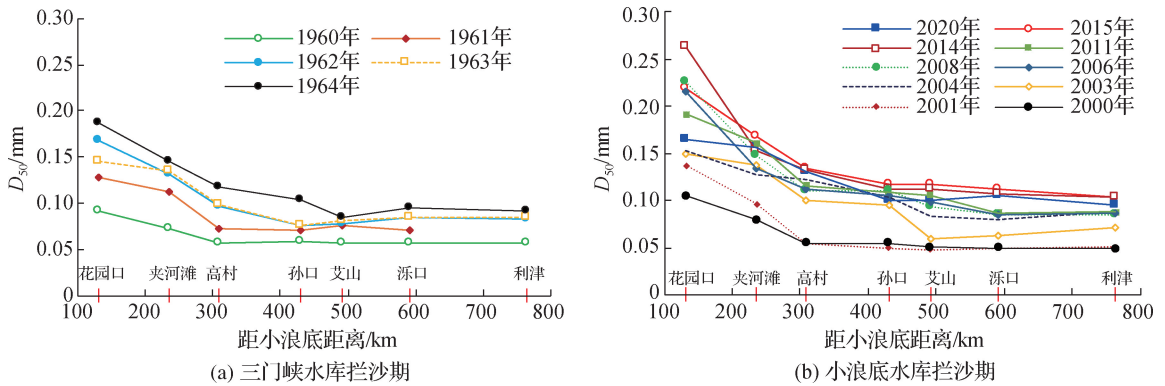 0.30
0.25
0.20
0.15
0.10
0.05
0
D50/mm
1960年 1961年
1962年 1963年
1964年
花园口 夹河滩 高村 孙口 艾山 泺口 利津
100 200 300 400 500 600 700 800
距小浪底距离/km
(a) 三门峡水库拦沙期
0.30
0.25
0.20
0.15
0.10
0.05
0
D50/mm
2020年 2015年
2014年 2011年
2008年 2006年
2004年 2003年
2001年 2000年
花园口 夹河滩 高村 孙口 艾山 泺口 利津
100 200 300 400 500 600 700 800
距小浪底距离/km
(b) 小浪底水库拦沙期